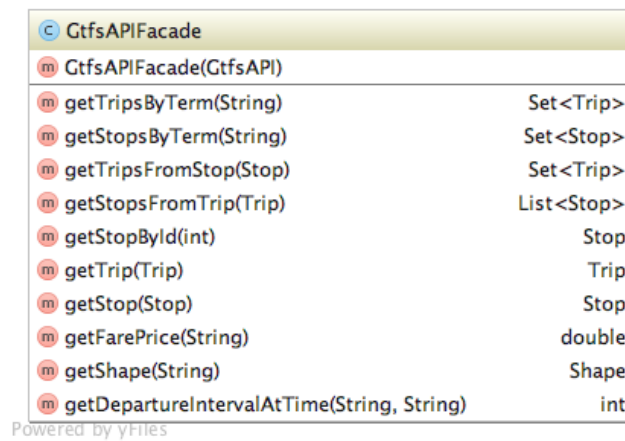 C GtfsAPIFacade
m GtfsAPIFacade(GtfsAPI)
m getTripsByTerm(String) Set<Trip>
m getStopsByTerm(String) Set<Stop>
m getTripsFromStop(Stop) Set<Trip>
m getStopsFromTrip(Trip) List<Stop>
m getStopById(int) Stop
m getTrip(Trip) Trip
m getStop(Stop) Stop
m getFarePrice(String) double
m getShape(String) Shape
m getDepartureIntervalAtTime(String, String) int
Powered by yFiles